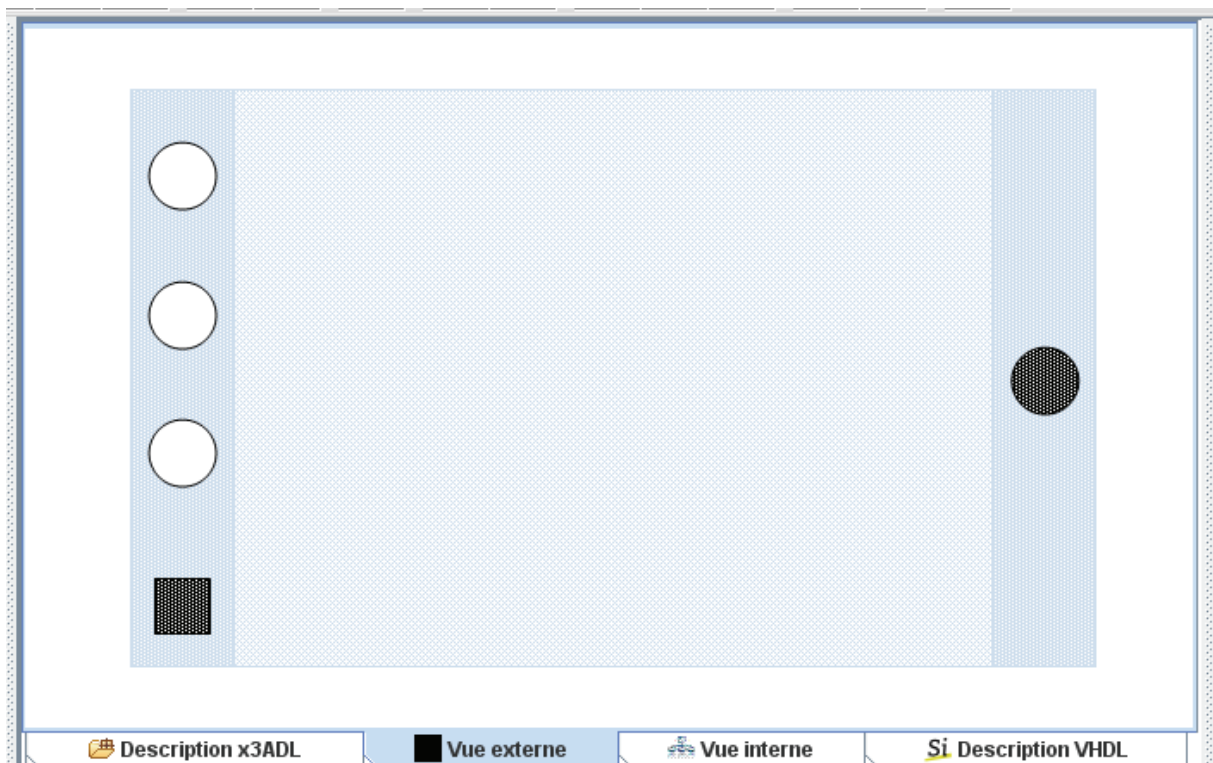 Description x3ADL
Vue externe
Vue interne
Si Description VHDL